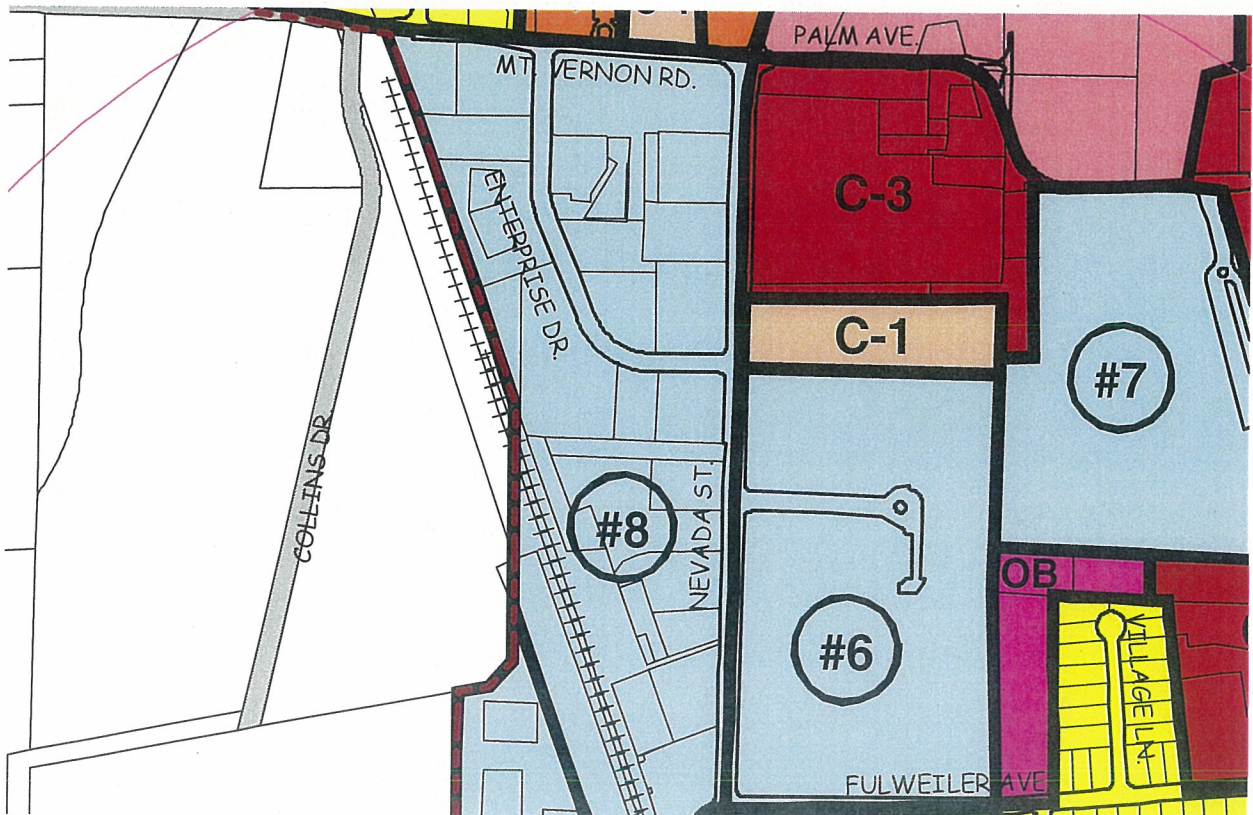 PALM AVE.
MT. VERNON RD.
C-3
ENTERPRISE DR.
C-1
#7
COLLINS DR
#8
NEVADA ST.
OB
#6
VILLAGE LN.
FULWEILER AVE